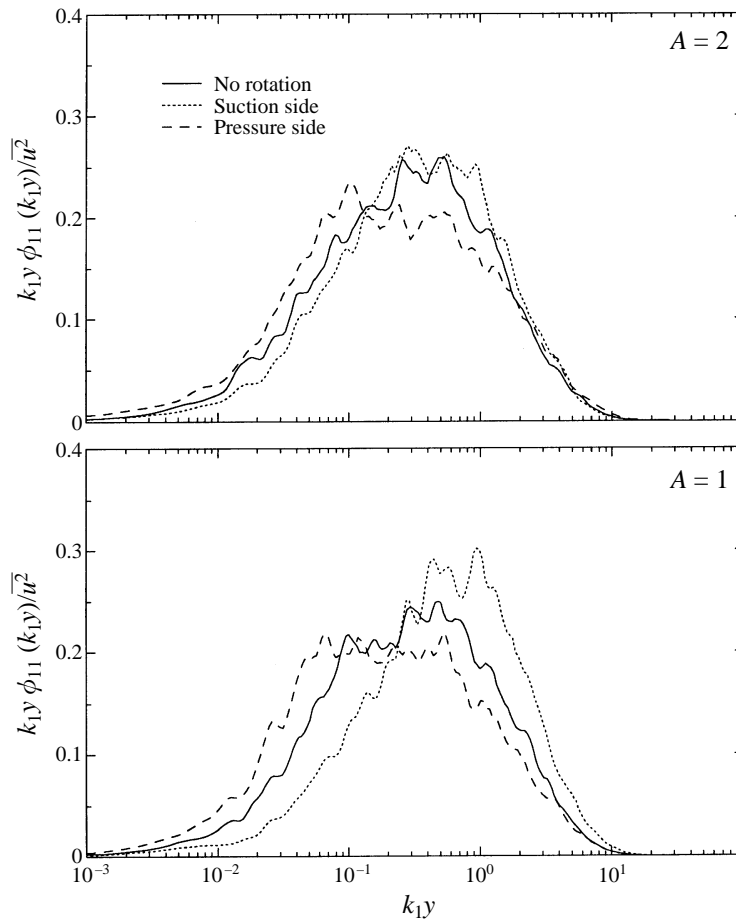 0.4
A = 2
No rotation
Suction side
Pressure side
0.3
0.2
0.1
0
k₁y ϕ₁₁ (k₁y)/u̅²
0.4
A = 1
0.3
0.2
0.1
0
k₁y ϕ₁₁ (k₁y)/u̅²
10⁻³ 10⁻² 10⁻¹ 10⁰ 10¹
k₁y